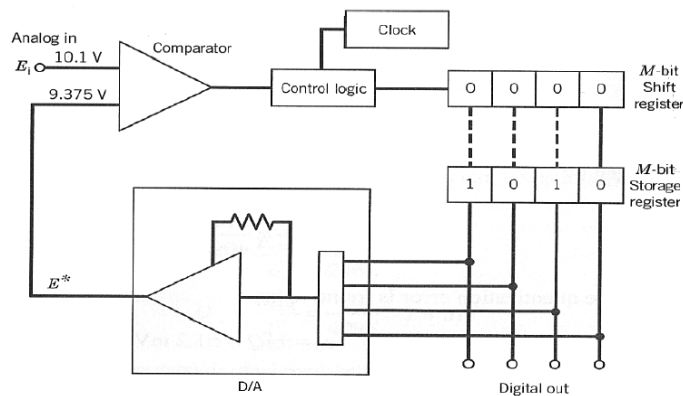 Clock
Analog in
Comparator
10.1 V
E_i
Control logic
0 0 0 0
M-bit
Shift
register
9.375 V
M-bit
Storage
register
1 0 1 0
E*
D/A
Digital out